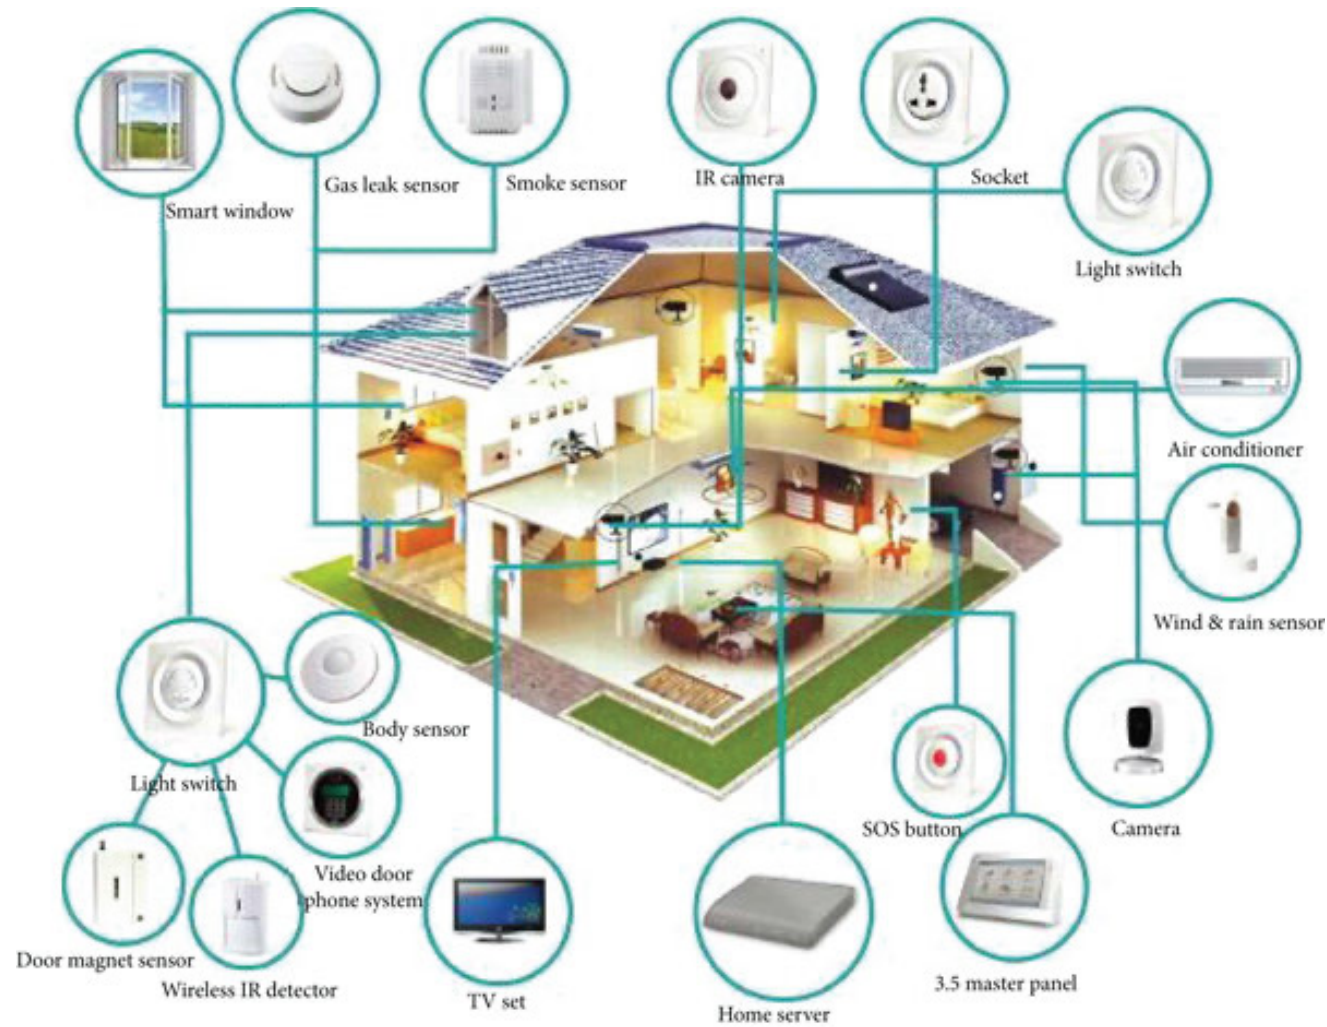 Smart window
Gas leak sensor
Smoke sensor
IR camera
Socket
Light switch
Air conditioner
Wind & rain sensor
Camera
SOS button
3.5 master panel
Home server
TV set
Video door
phone system
Body sensor
Light switch
Wireless IR detector
Door magnet sensor